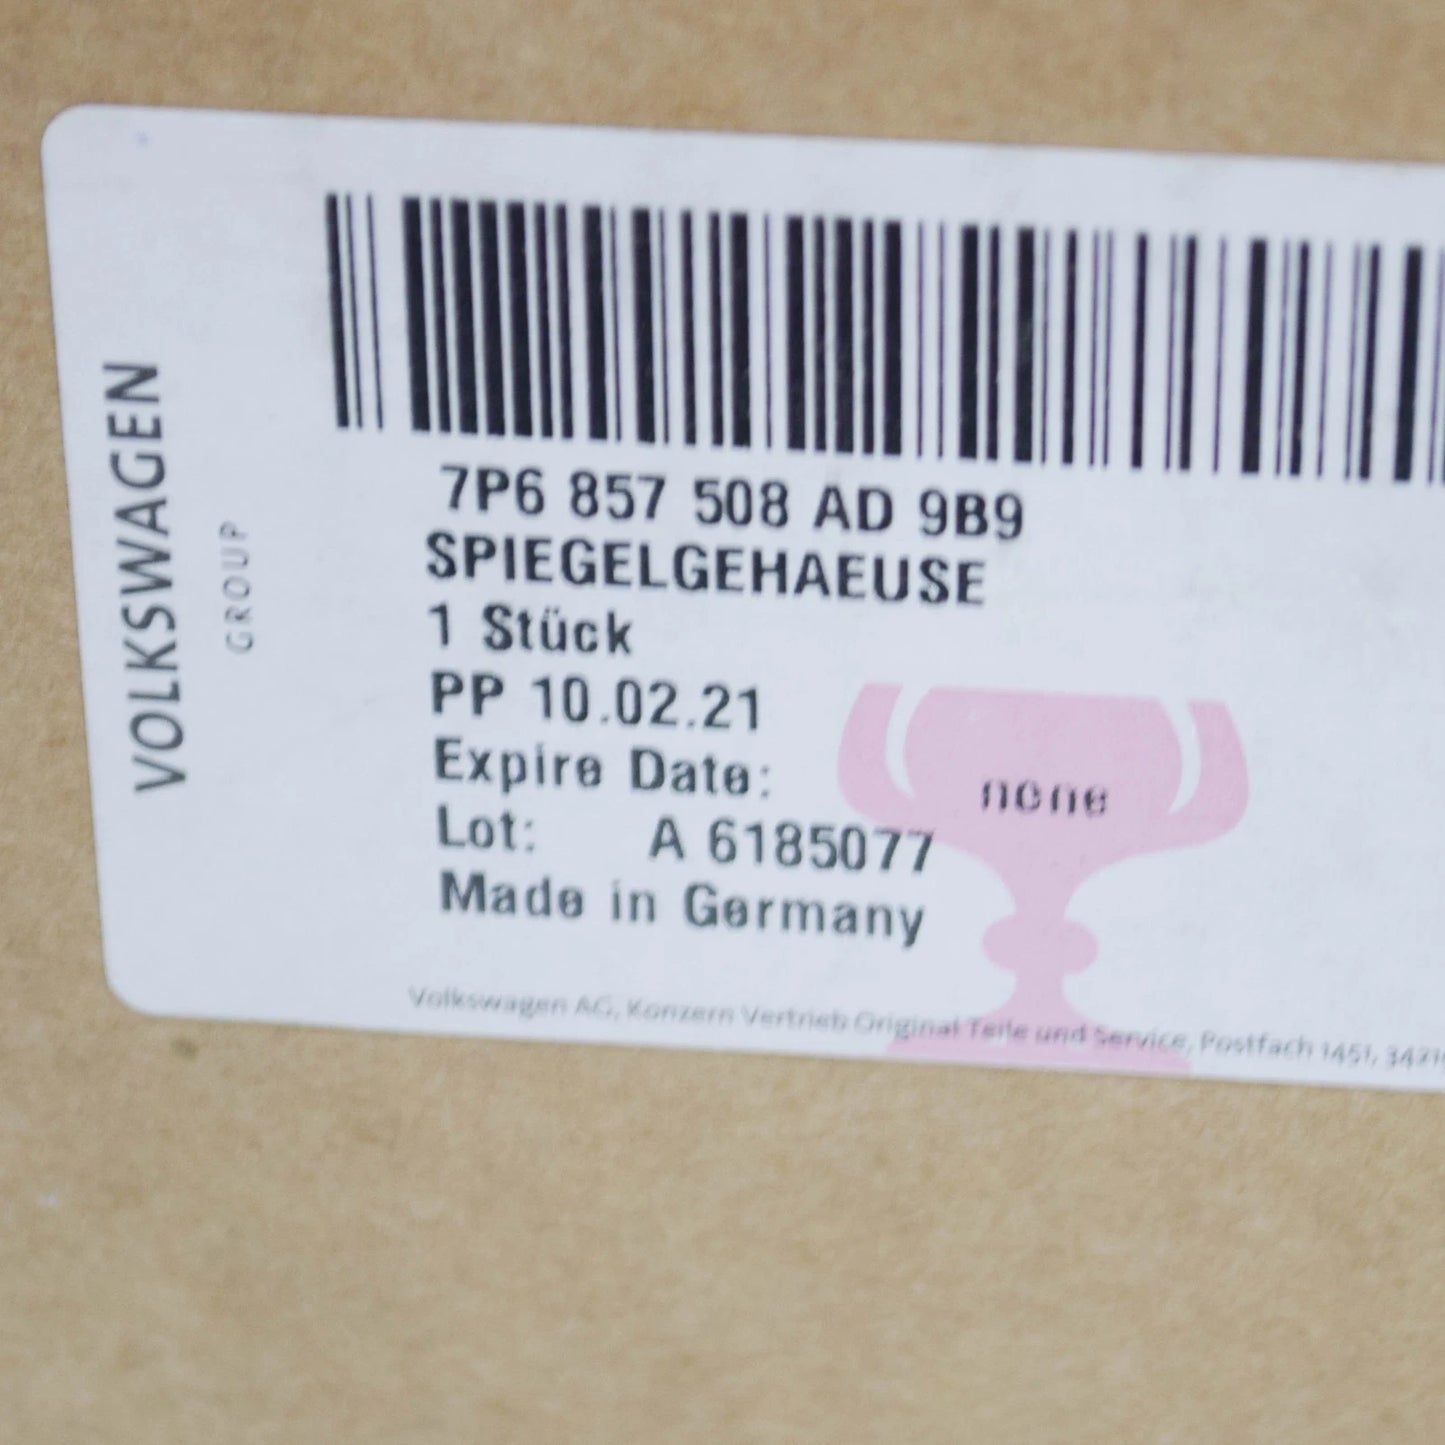 VOLKSWAGEN
GROUP
7P6 857 508 AD 9B9
SPIEGELGEHAEUSE
1 Stück
PP 10.02.21
Expire Date: none
Lot: A 6185077
Made in Germany
Volkswagen AG, Konzern Vertrieb Original Teile und Service, Postfach 1451,